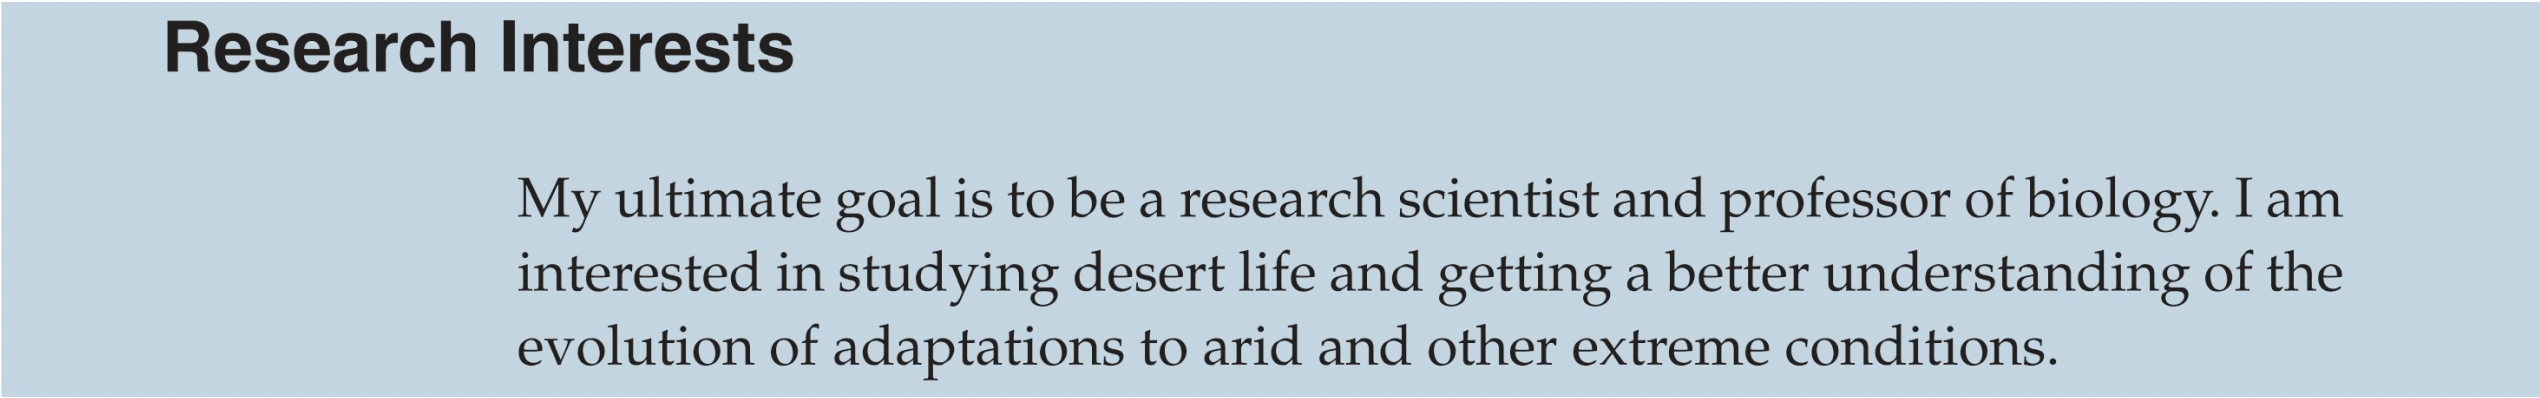 Research Interests
My ultimate goal is to be a research scientist and professor of biology. I am
interested in studying desert life and getting a better understanding of the
evolution of adaptations to arid and other extreme conditions.